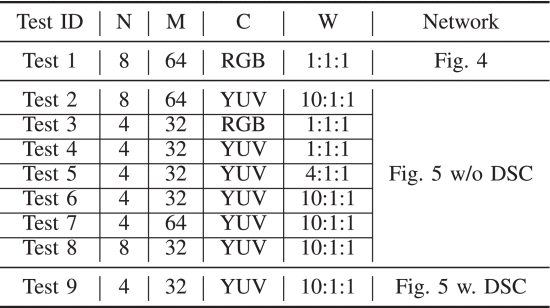 Test ID | N | M | C | W | Network
Test 1 | 8 | 64 | RGB | 1:1:1 | Fig. 4
Test 2 | 8 | 64 | YUV | 10:1:1
Test 3 | 4 | 32 | RGB | 1:1:1
Test 4 | 4 | 32 | YUV | 1:1:1
Test 5 | 4 | 32 | YUV | 4:1:1 | Fig. 5 w/o DSC
Test 6 | 4 | 32 | YUV | 10:1:1
Test 7 | 4 | 64 | YUV | 10:1:1
Test 8 | 8 | 32 | YUV | 10:1:1
Test 9 | 4 | 32 | YUV | 10:1:1 | Fig. 5 w. DSC